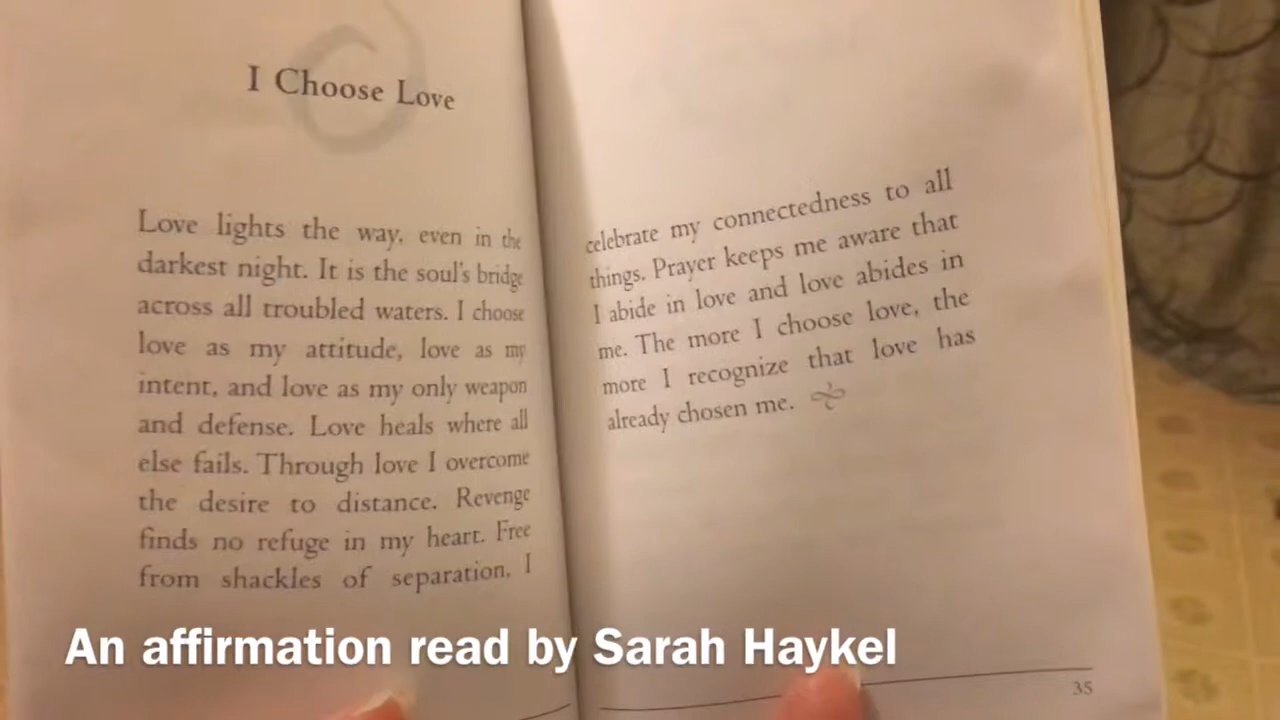 I Choose Love
Love lights the way, even in the
darkest night. It is the soul's bridge
across all troubled waters. I choose
love as my attitude, love as my
intent, and love as my only weapon
and defense. Love heals where all
else fails. Through love I overcome
the desire to distance. Revenge
finds no refuge in my heart. Free
from shackles of separation, I
celebrate my connectedness to all
things. Prayer keeps me aware that
I abide in love and love abides in
me. The more I choose love, the
more I recognize that love has
already chosen me.
An affirmation read by Sarah Haykel
35